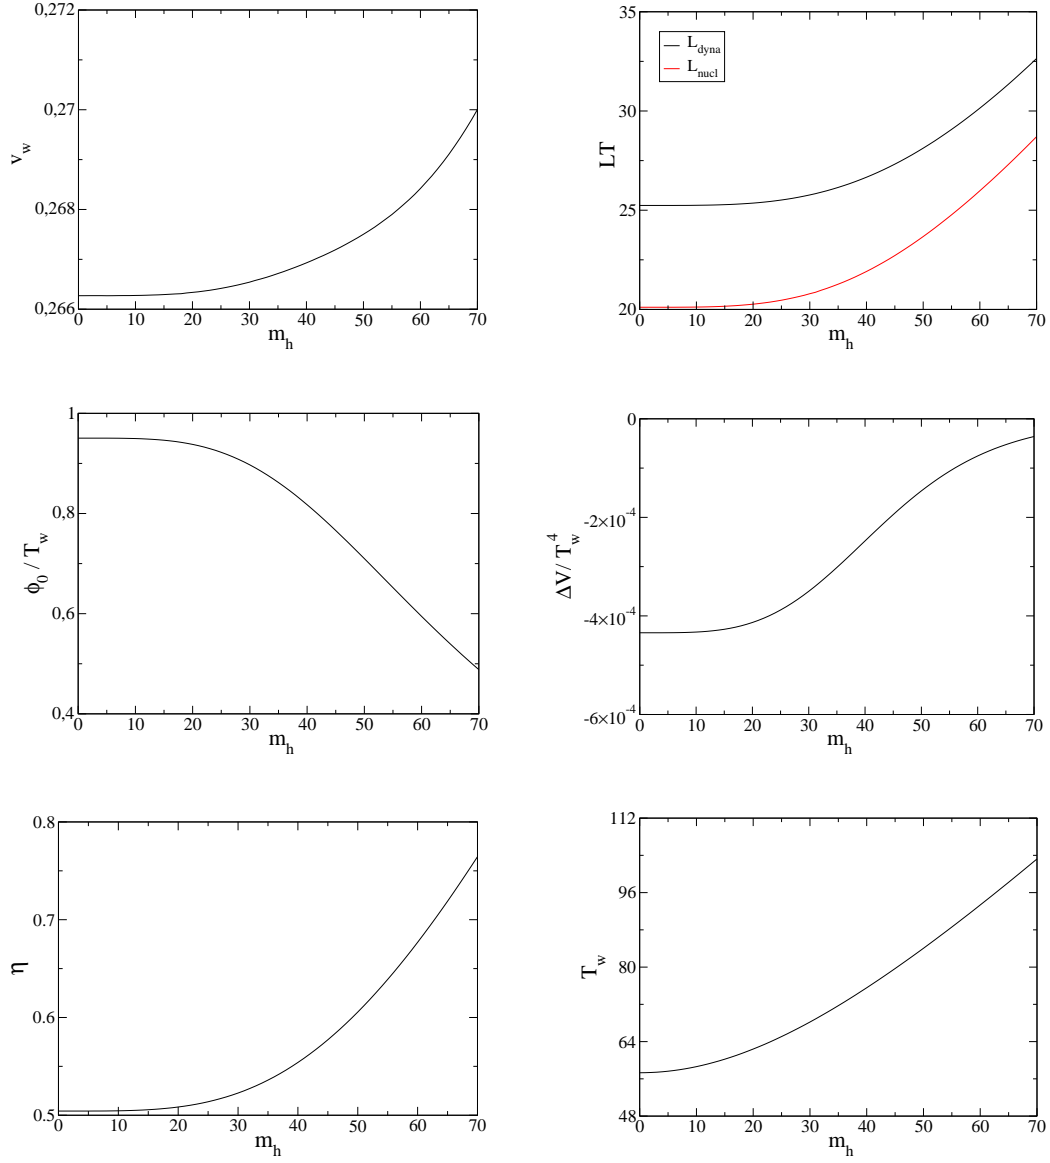 0,272
0,27
0,268
0,266
v_w
0 10 20 30 40 50 60 70
m_h
35
30
25
20
LT
L_dyna
L_nucl
0 10 20 30 40 50 60 70
m_h
1
0,8
0,6
0,4
ϕ_0 / T_w
0 10 20 30 40 50 60 70
m_h
0
-2×10^-4
-4×10^-4
-6×10^-4
ΔV/ T_w^4
0 10 20 30 40 50 60 70
m_h
0.8
0.7
0.6
0.5
η
0 10 20 30 40 50 60 70
m_h
112
96
80
64
48
T_w
0 10 20 30 40 50 60 70
m_h